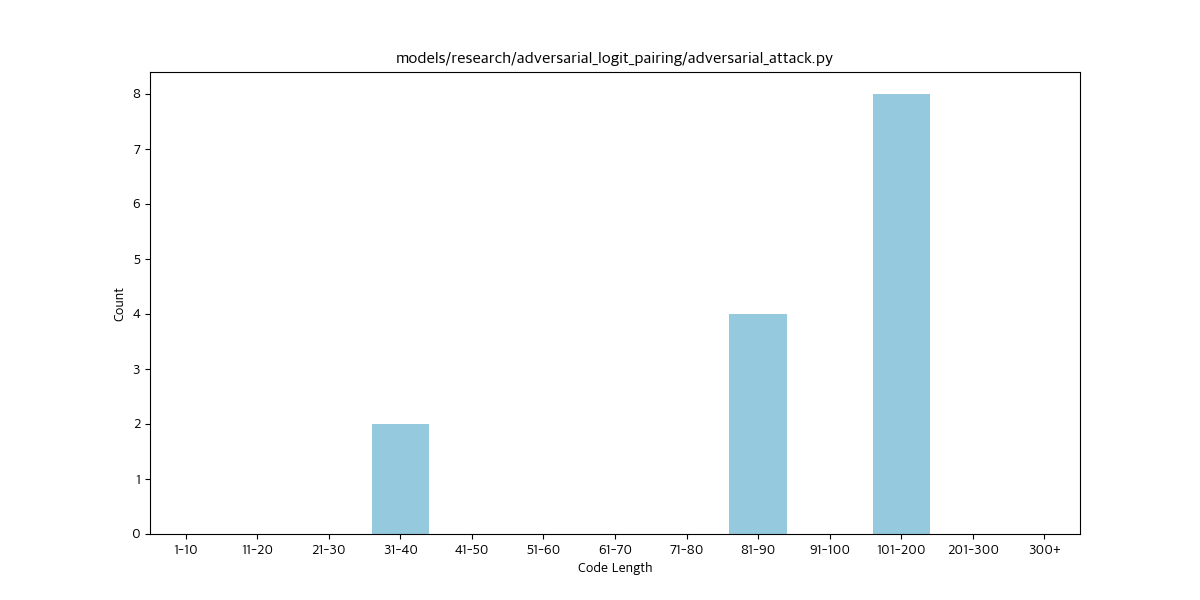 models/research/adversarial_logit_pairing/adversarial_attack.py
8
7
6
5
4
3
2
1
0
Count
1-10 11-20 21-30 31-40 41-50 51-60 61-70 71-80 81-90 91-100 101-200 201-300 300+
Code Length